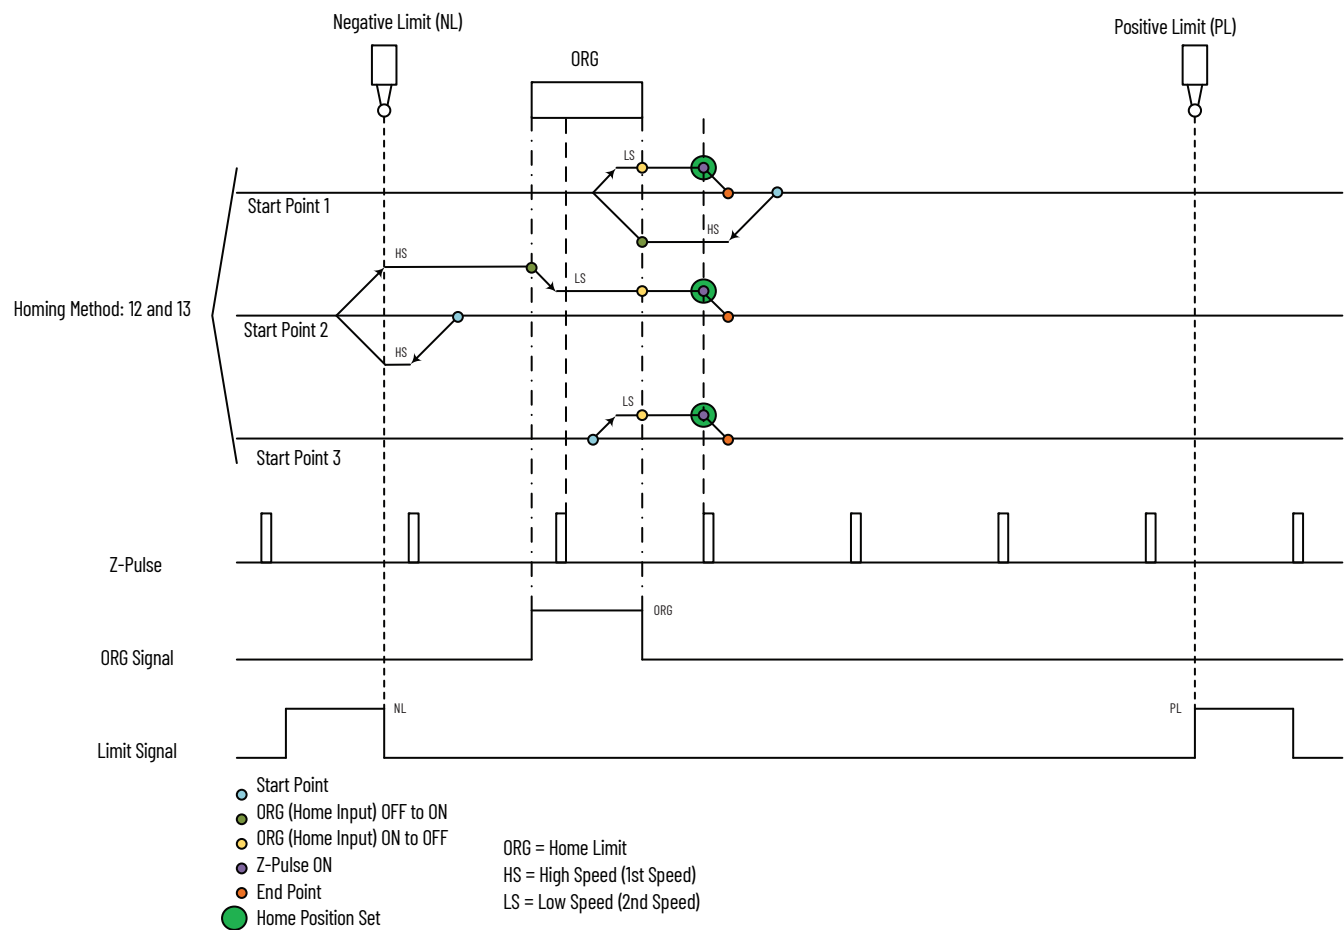 Negative Limit (NL)
Positive Limit (PL)
ORG
LS
Start Point 1
HS
HS
LS
Homing Method: 12 and 13
Start Point 2
HS
LS
Start Point 3
Z-Pulse
ORG
ORG Signal
NL
PL
Limit Signal
Start Point
ORG (Home Input) OFF to ON
ORG (Home Input) ON to OFF
Z-Pulse ON
End Point
Home Position Set
ORG = Home Limit
HS = High Speed (1st Speed)
LS = Low Speed (2nd Speed)